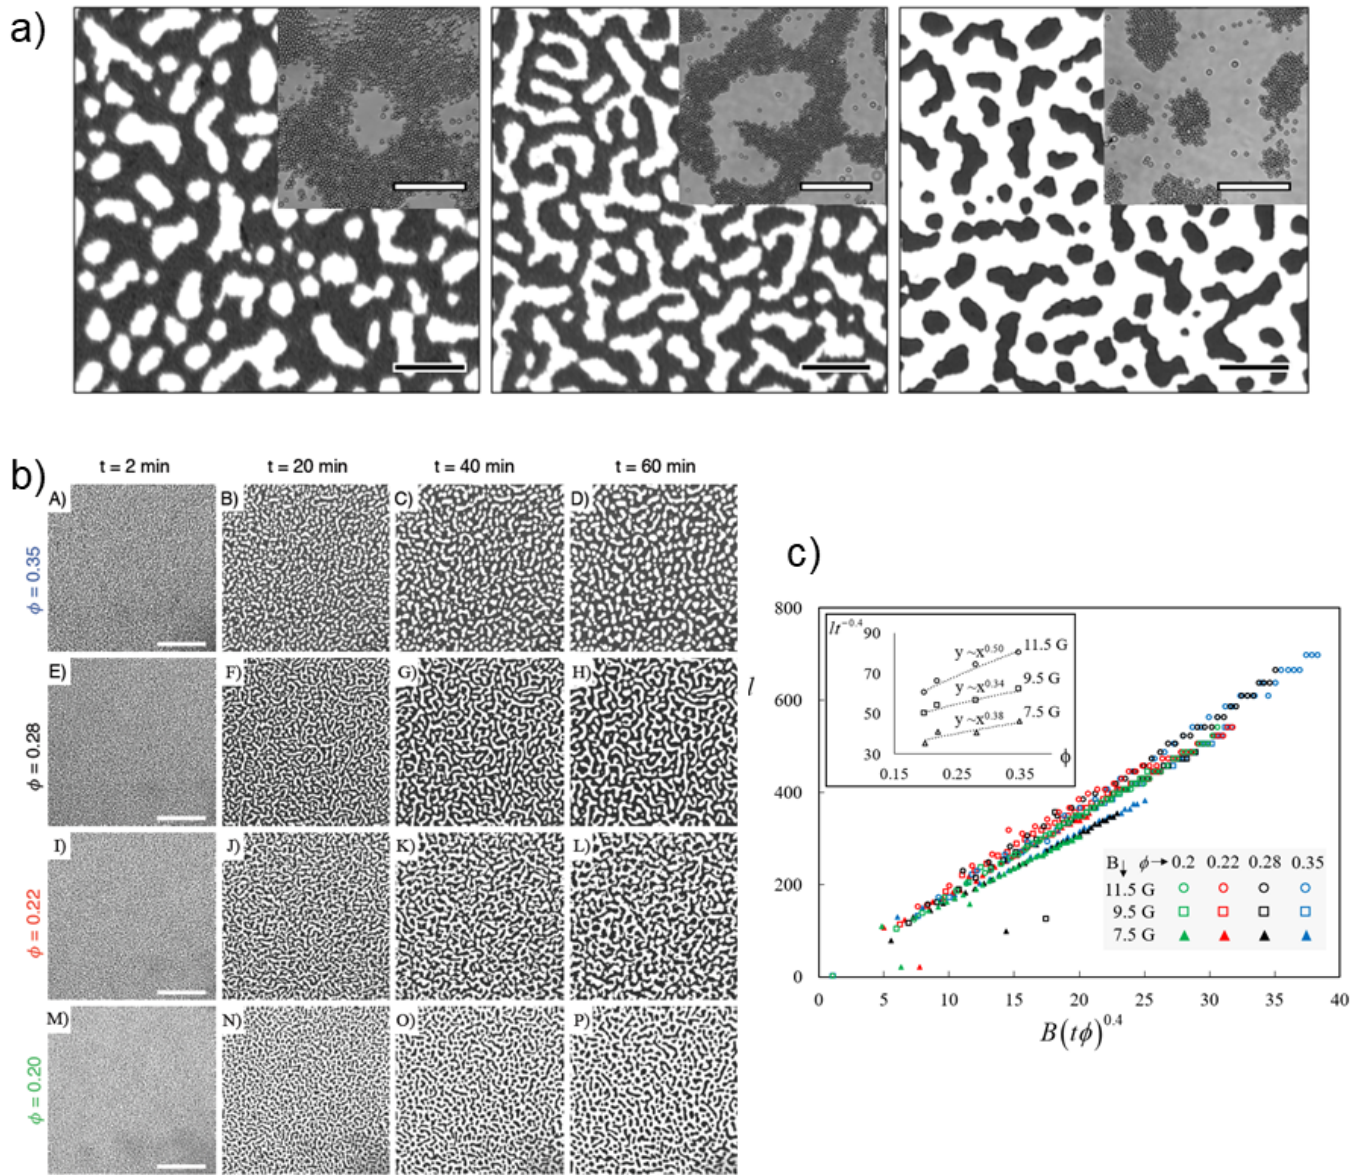 a)
b)
t = 2 min
t = 20 min
t = 40 min
t = 60 min
ϕ = 0.35
A)
B)
C)
D)
ϕ = 0.28
E)
F)
G)
H)
ϕ = 0.22
I)
J)
K)
L)
ϕ = 0.20
M)
N)
O)
P)
c)
800
600
400
200
0
l
0 5 10 15 20 25 30 35 40
B(tϕ)^0.4
lt^-0.4
90
70
50
30
y ~x^0.50 11.5 G
y ~x^0.34 9.5 G
y ~x^0.38 7.5 G
0.15 0.25 0.35 ϕ
B↓ ϕ→ 0.2 0.22 0.28 0.35
11.5 G
9.5 G
7.5 G